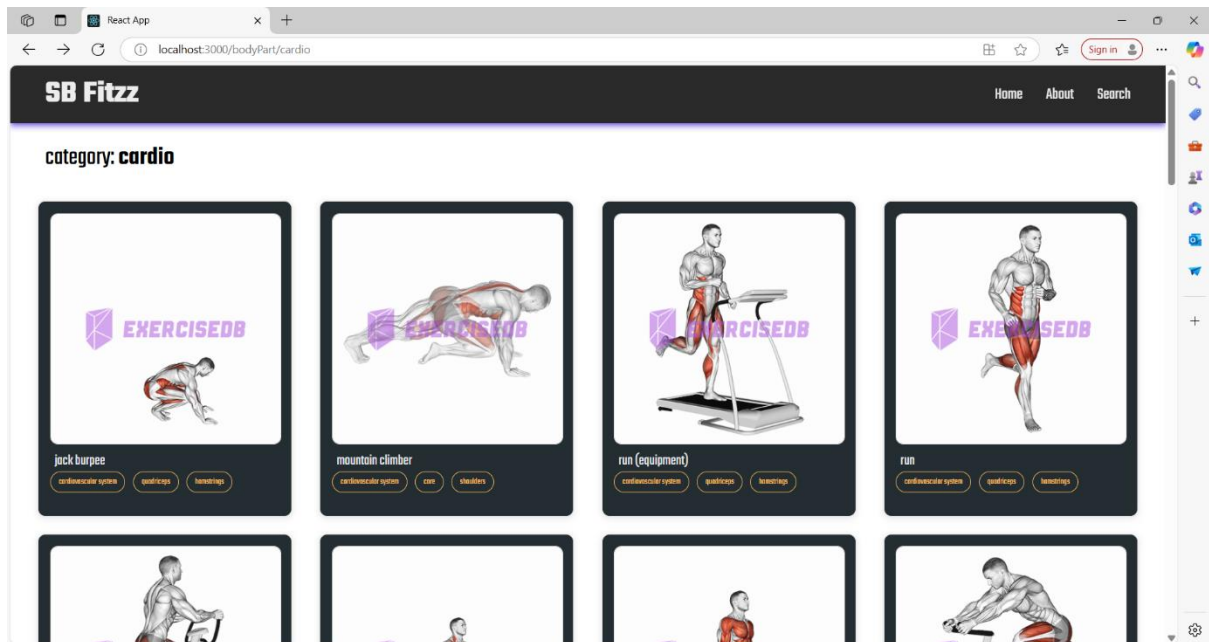 React App
localhost:3000/bodyPart/cardio
Sign in
SB Fitzz
Home About Search
category: cardio
EXERCISEDB
EXERCISEDB
EXERCISEDB
EXERCISEDB
jack burpee
cardiovascular system quadriceps hamstrings
mountain climber
cardiovascular system core shoulders
run (equipment)
cardiovascular system quadriceps hamstrings
run
cardiovascular system quadriceps hamstrings